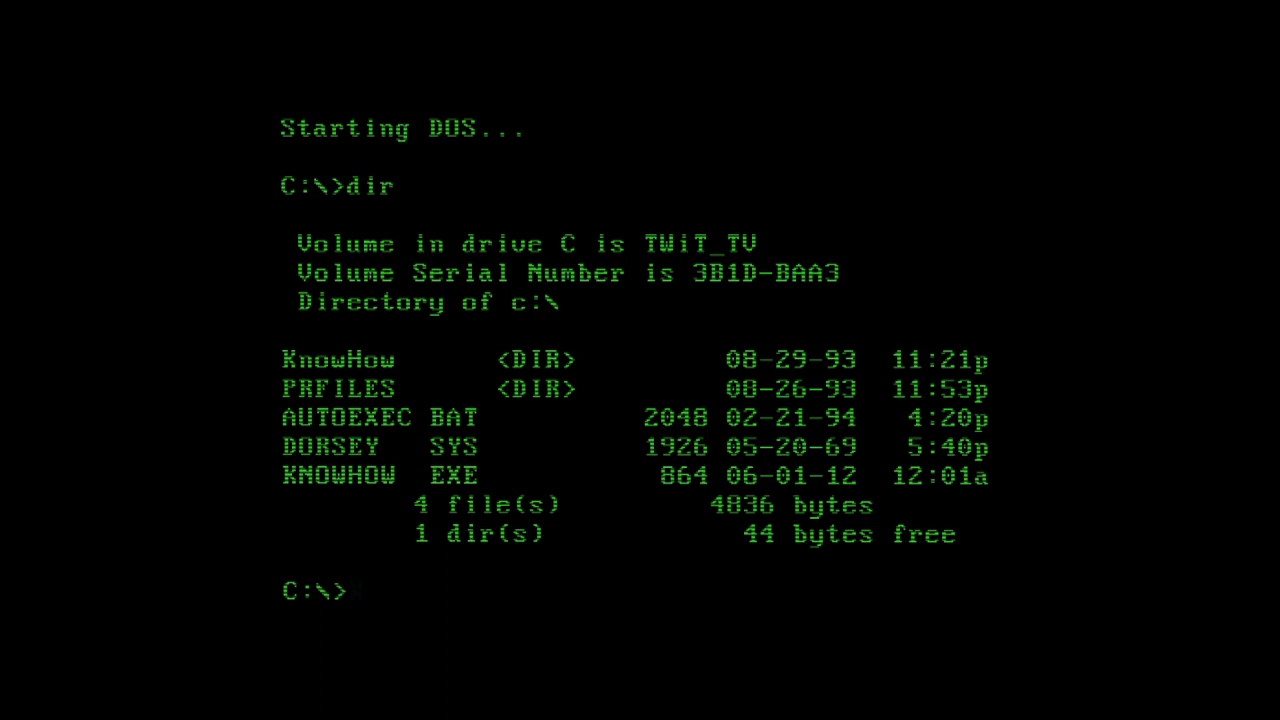 Starting DOS...
C:\>dir
Volume in drive C is TWiT_TV
Volume Serial Number is 3B1D-BAA3
Directory of c:\
KnowHow <DIR> 08-29-93 11:21p
PRFILES <DIR> 08-26-93 11:53p
AUTOEXEC BAT 2048 02-21-94 4:20p
DORSEY SYS 1926 05-20-69 5:40p
KNOWHOW EXE 864 06-01-12 12:01a
4 file(s) 4836 bytes
1 dir(s) 44 bytes free
C:\>